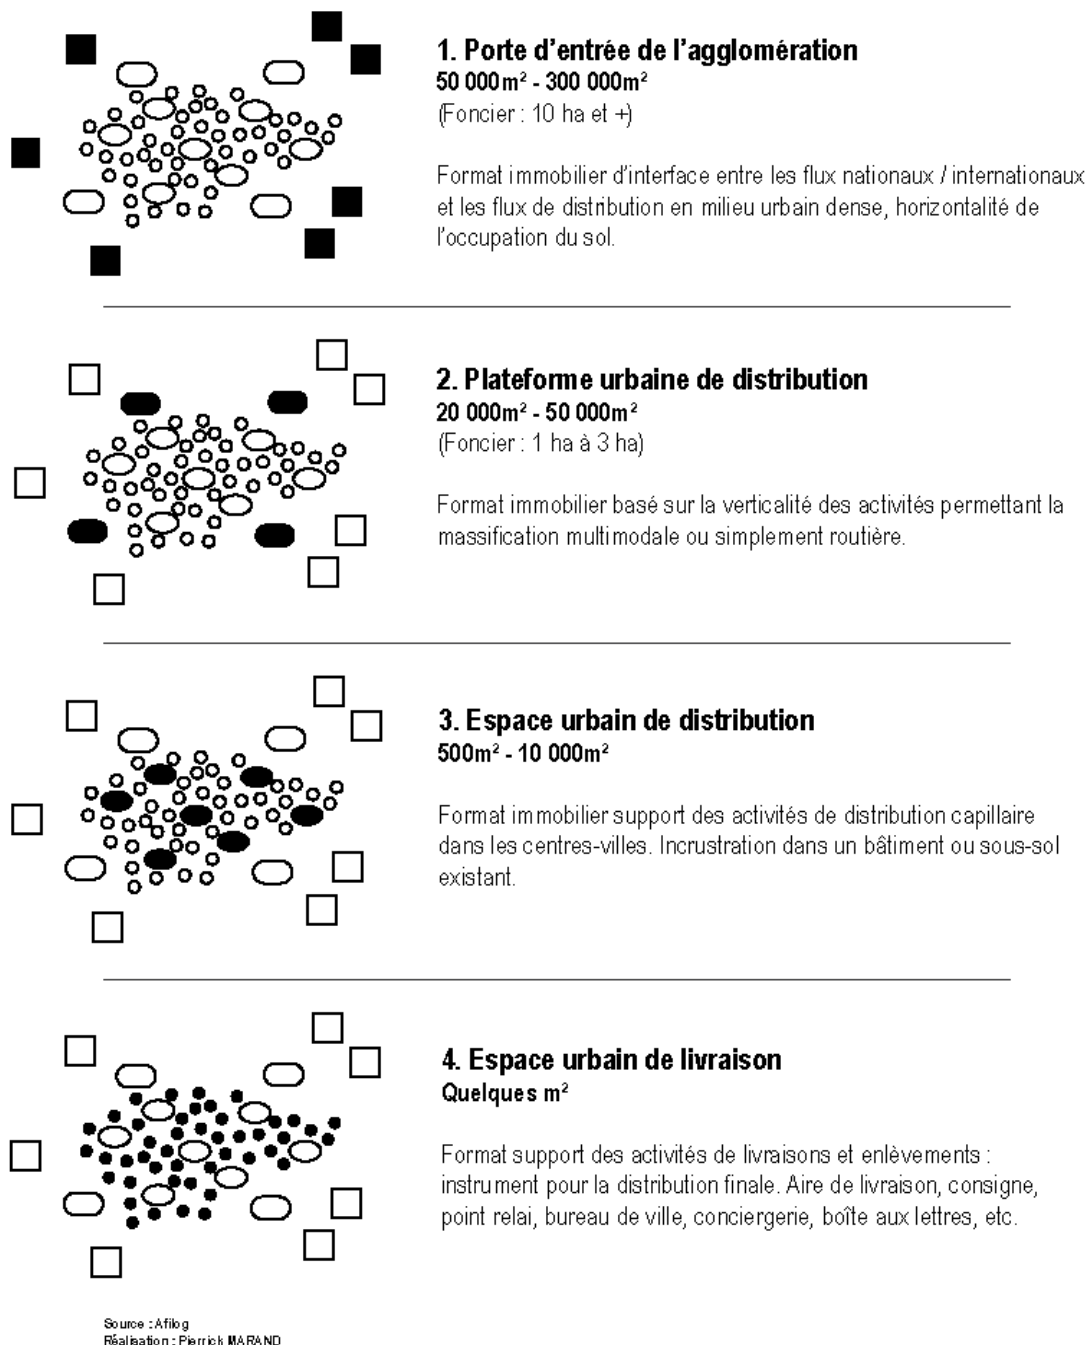 1. Porte d'entrée de l'agglomération
50 000m² - 300 000m²
(Foncier : 10 ha et +)
Format immobilier d'interface entre les flux nationaux / internationaux
et les flux de distribution en milieu urbain dense, horizontalité de
l'occupation du sol.
2. Plateforme urbaine de distribution
20 000m² - 50 000m²
(Foncier : 1 ha à 3 ha)
Format immobilier basé sur la verticalité des activités permettant la
massification multimodale ou simplement routière.
3. Espace urbain de distribution
500m² - 10 000m²
Format immobilier support des activités de distribution capillaire
dans les centres-villes. Incrustration dans un bâtiment ou sous-sol
existant.
4. Espace urbain de livraison
Quelques m²
Format support des activités de livraisons et enlèvements :
instrument pour la distribution finale. Aire de livraison, consigne,
point relai, bureau de ville, conciergerie, boîte aux lettres, etc.
Source : Afilog
Réalisation : Pierrick MARAND